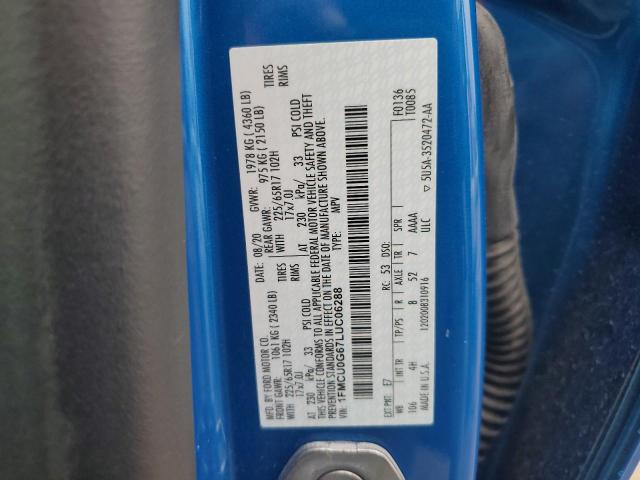 MFD. BY FORD MOTOR CO.
DATE: 08/20 GVWR: 1978 KG ( 4360 LB)
FRONT GAWR: 1061 KG ( 2340 LB) REAR GAWR: 975 KG ( 2150 LB)
WITH 225/65R17 102H TIRES WITH 225/65R17 102H TIRES
17x7.0J RIMS 17x7.0J RIMS
AT 230 kPa/ 33 PSI COLD AT 230 kPa/ 33 PSI COLD
THIS VEHICLE CONFORMS TO ALL APPLICABLE FEDERAL MOTOR VEHICLE SAFETY AND THEFT
PREVENTION STANDARDS IN EFFECT ON THE DATE OF MANUFACTURE SHOWN ABOVE.
VIN: 1FMCU0G67LUC06288 TYPE: MPV
F0136
T0085
EXT PNT: E7 RC: 53 DSO:
WB INT TR TP/PS R AXLE TR SPR
106 4H B 52 7 AAAA
ULC
MADE IN U.S.A. 1202008310916 5U5A-3520472-AA